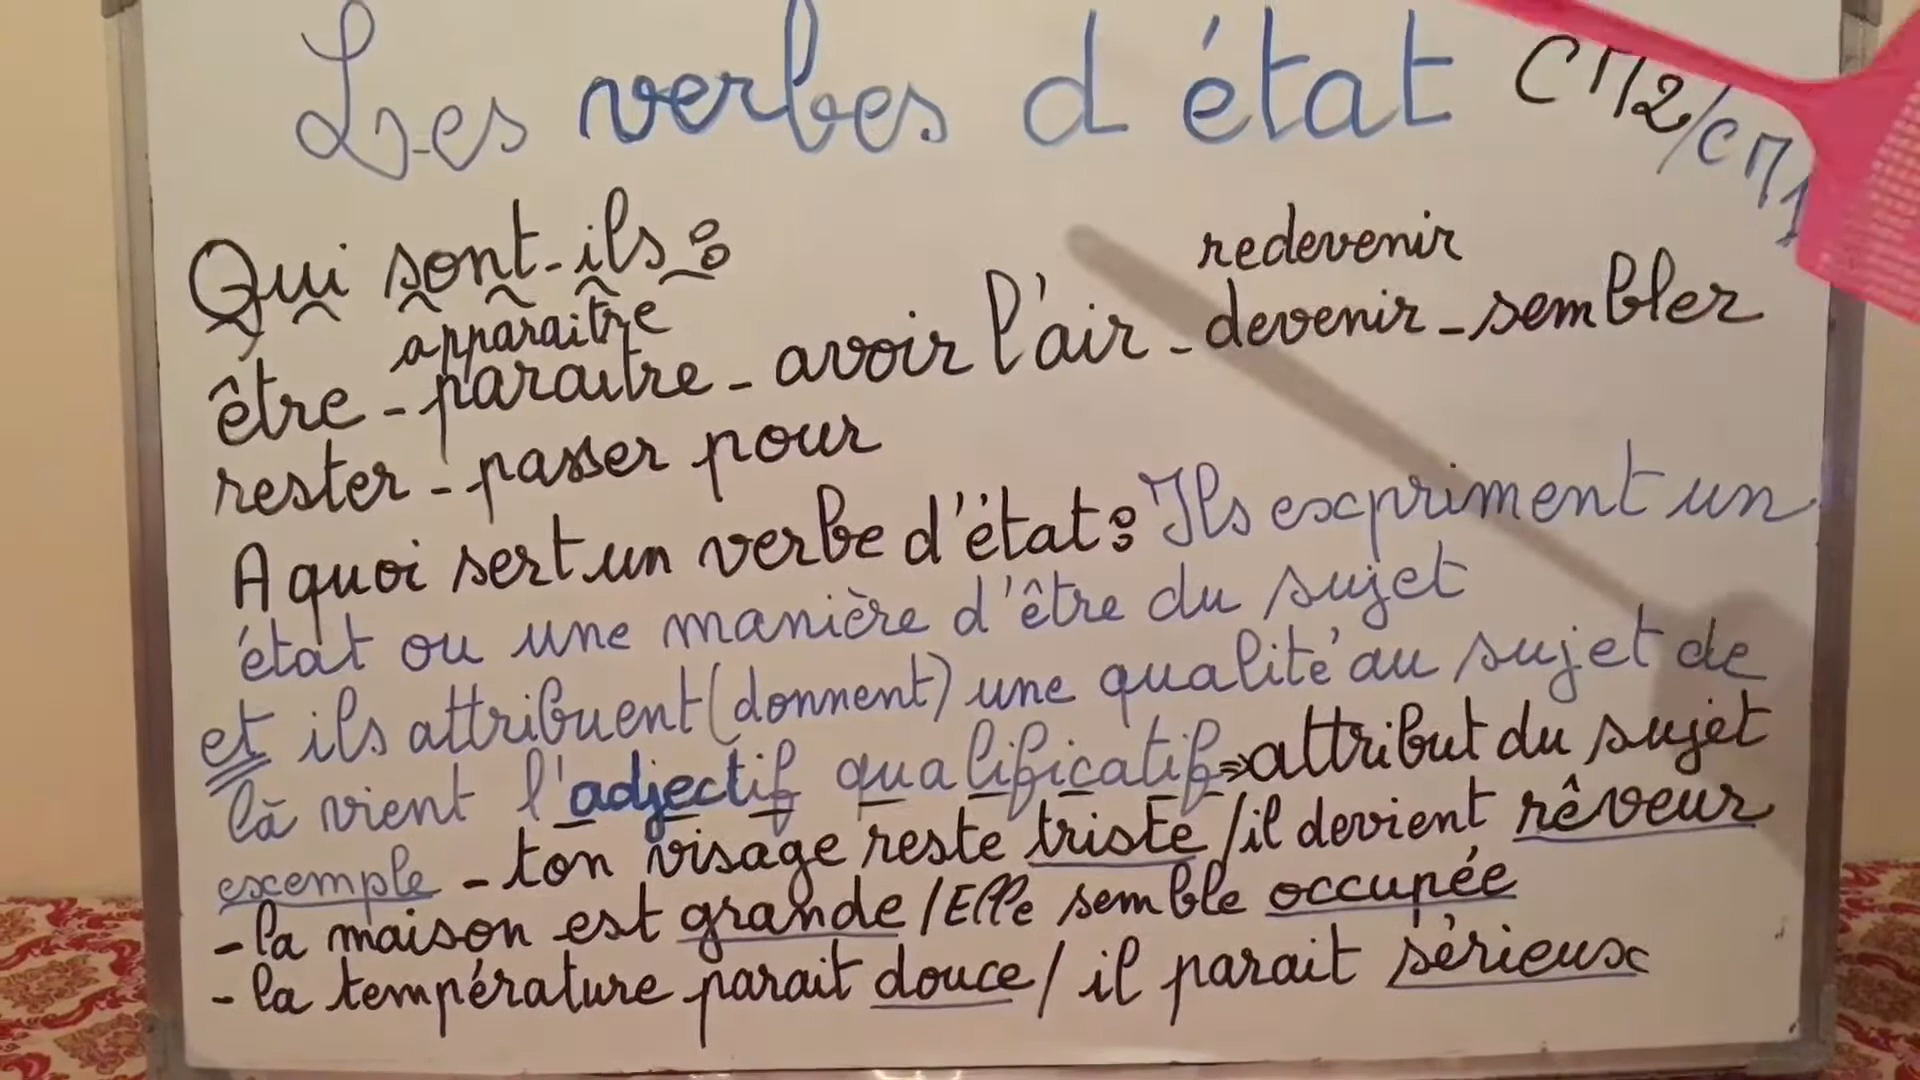 Les verbes d'état CM2/CM1
Qui sont-ils :
apparaitre redevenir
être - paraitre - avoir l'air - devenir - sembler
rester - passer pour
A quoi sert un verbe d'état : Ils expriment un
état ou une manière d'être du sujet
et ils attribuent (donnent) une qualité au sujet de
là vient l'adjectif qualificatif => attribut du sujet
exemple - ton visage reste triste / il devient rêveur
- la maison est grande / Elle semble occupée
- la température parait douce / il parait sérieux